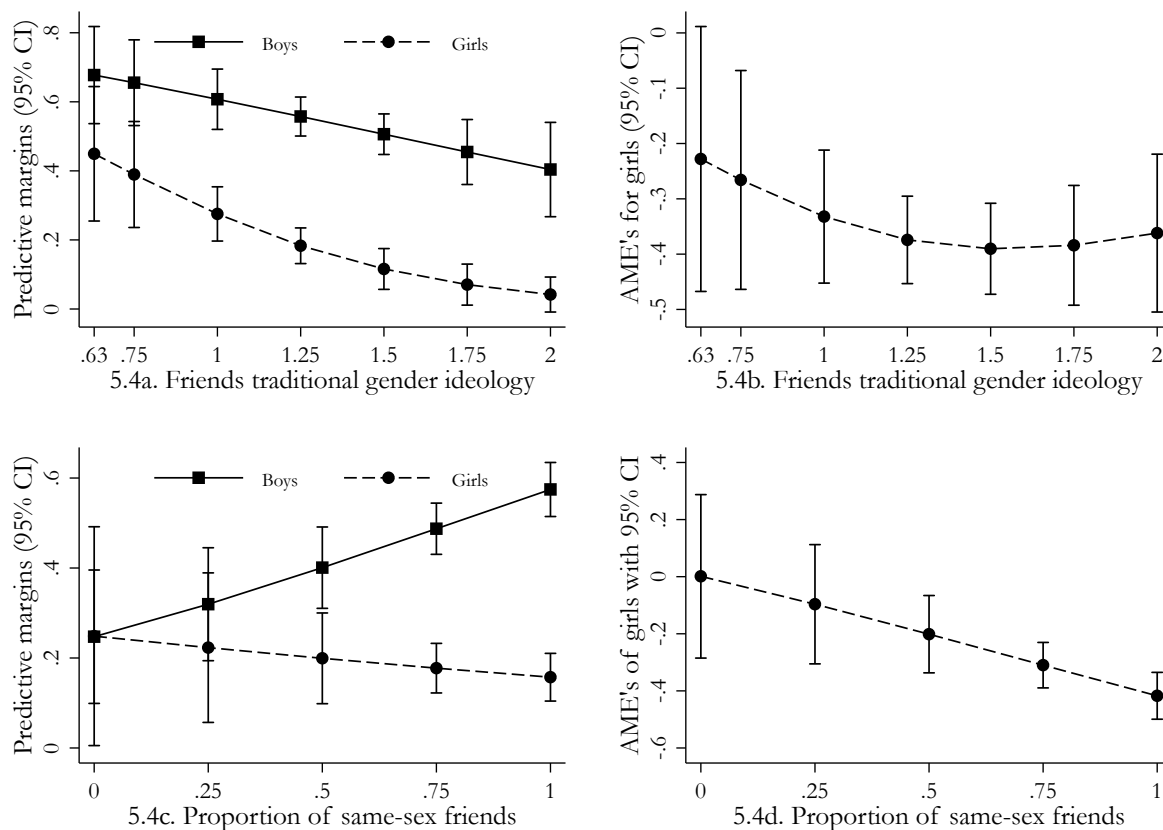 Predictive margins (95% CI)
0 .2 .4 .6 .8
Boys Girls
.63 .75 1 1.25 1.5 1.75 2
5.4a. Friends traditional gender ideology
AME's for girls (95% CI)
-.5 -.4 -.3 -.2 -.1 0
.63 .75 1 1.25 1.5 1.75 2
5.4b. Friends traditional gender ideology
Predictive margins (95% CI)
0 .2 .4 .6
Boys Girls
0 .25 .5 .75 1
5.4c. Proportion of same-sex friends
AME's of girls with 95% CI
-.6 -.4 -.2 0 .2 .4
0 .25 .5 .75 1
5.4d. Proportion of same-sex friends